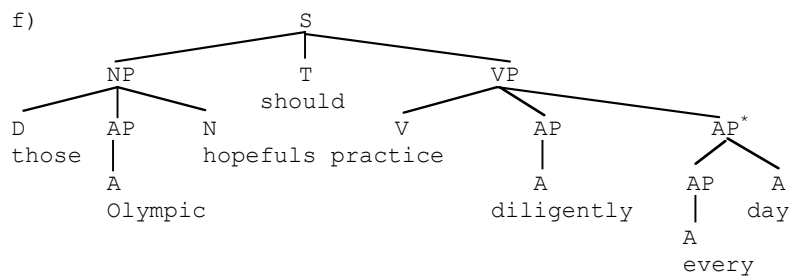 f) S
NP T VP
should
D AP N V AP AP*
those hopefuls practice
A A AP A
Olympic diligently day
A
every